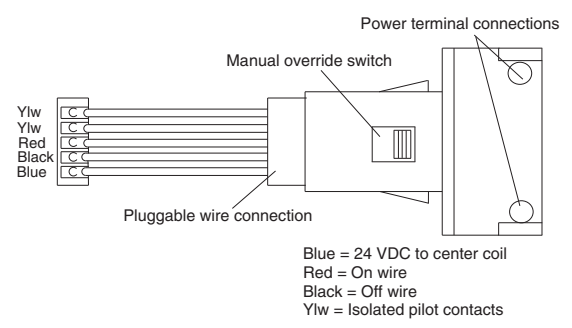 Power terminal connections
Manual override switch
Ylw
Ylw
Red
Black
Blue
Pluggable wire connection
Blue = 24 VDC to center coil
Red = On wire
Black = Off wire
Ylw = Isolated pilot contacts